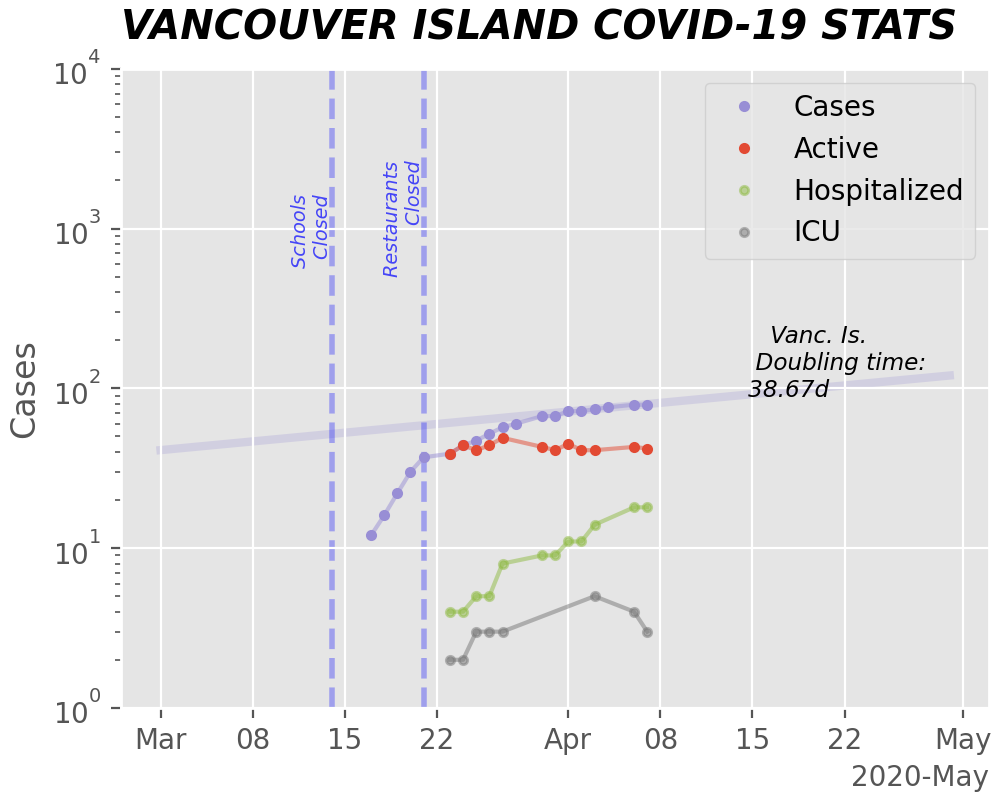 VANCOUVER ISLAND COVID-19 STATS
10^4
10^3
10^2
10^1
10^0
Cases
Schools
Closed
Restaurants
Closed
Cases
Active
Hospitalized
ICU
Vanc. Is.
Doubling time:
38.67d
Mar 08 15 22 Apr 08 15 22 May
2020-May